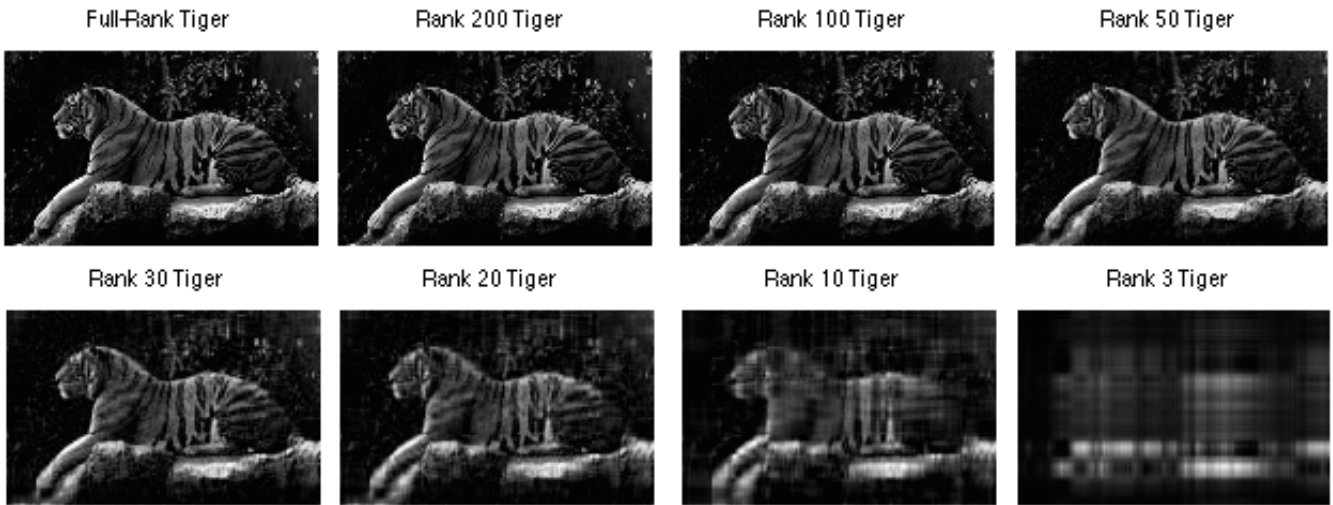 Full-Rank Tiger
Rank 200 Tiger
Rank 100 Tiger
Rank 50 Tiger
Rank 30 Tiger
Rank 20 Tiger
Rank 10 Tiger
Rank 3 Tiger